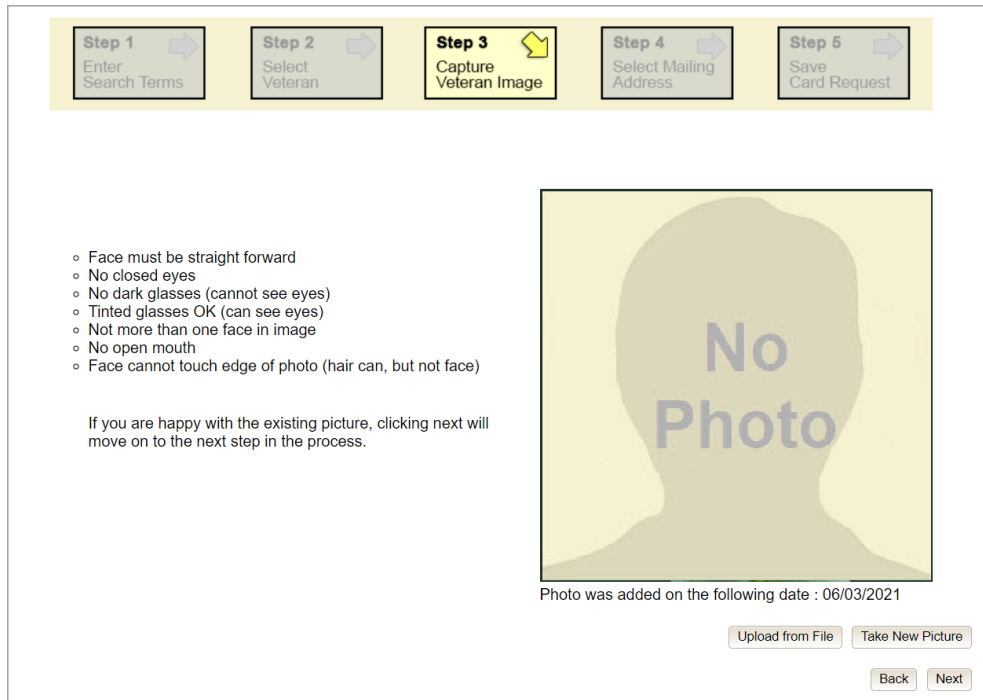 Step 1
Enter
Search Terms
Step 2
Select
Veteran
Step 3
Capture
Veteran Image
Step 4
Select Mailing
Address
Step 5
Save
Card Request
Face must be straight forward
No closed eyes
No dark glasses (cannot see eyes)
Tinted glasses OK (can see eyes)
Not more than one face in image
No open mouth
Face cannot touch edge of photo (hair can, but not face)
If you are happy with the existing picture, clicking next will
move on to the next step in the process.
No
Photo
Photo was added on the following date : 06/03/2021
Upload from File
Take New Picture
Back
Next